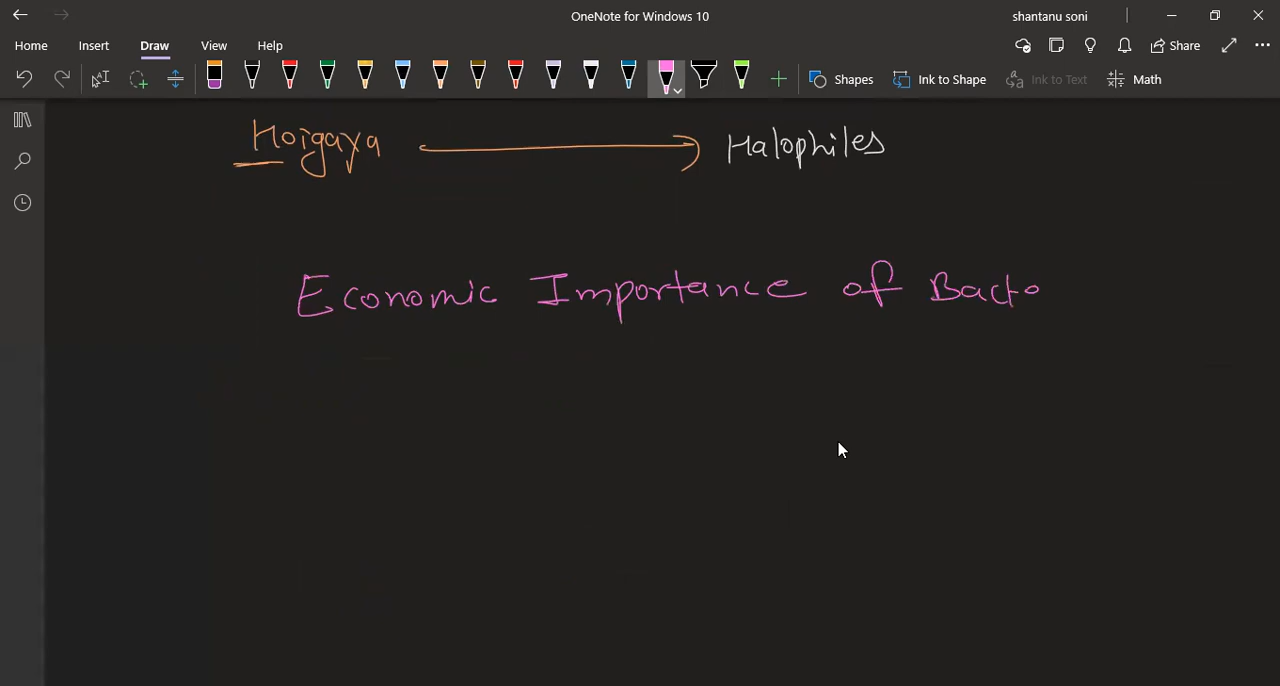 OneNote for Windows 10
shantanu soni
Home Insert Draw View Help
Share
Shapes Ink to Shape Ink to Text Math
Hoigaya Halophiles
Economic Importance of Bacto